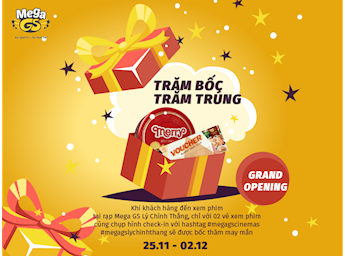 Mega
GS
TRĂM BỐC
TRĂM TRÚNG
merry
VOUCHER
GRAND
OPENING
Khi khách hàng đến xem phim
tại rạp Mega GS Lý Chính Thắng, chỉ với 02 vé xem phim
cùng chụp hình check-in với hashtag #megagscinemas
#megagslychinhthang sẽ được bốc thăm may mắn
25.11 - 02.12